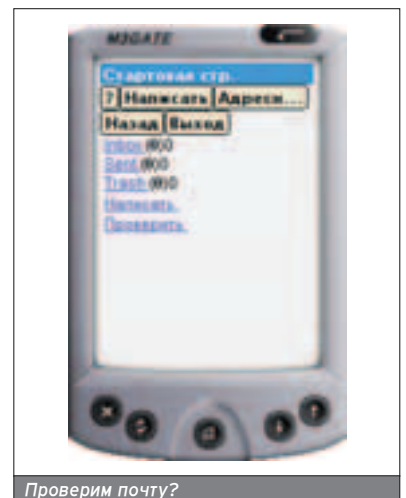 M3GATE
Стартовая стр.
? Написать Адресн...
Назад Выход
Inbox (0)0
Sent (0)0
Trash (0)0
Написать
Проверить
Проверим почту?